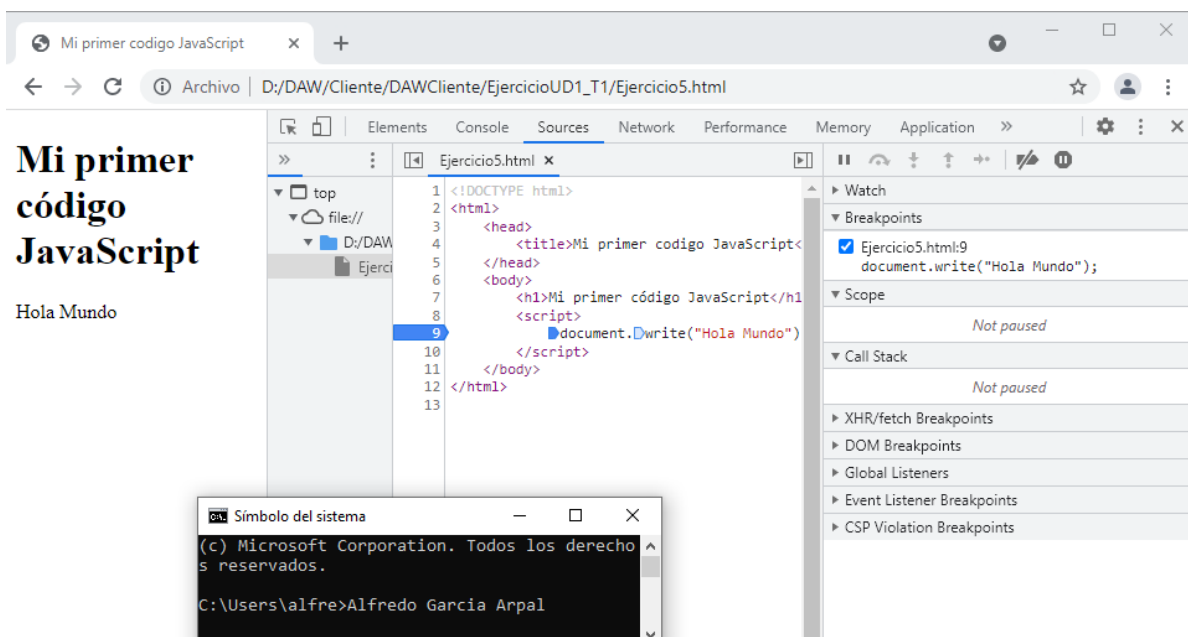 Mi primer codigo JavaScript
Archivo D:/DAW/Cliente/DAWCliente/EjercicioUD1_T1/Ejercicio5.html
Mi primer
código
JavaScript
Hola Mundo
Elements Console Sources Network Performance Memory Application »
» Ejercicio5.html
top
file://
D:/DAW
Ejerci
1 <!DOCTYPE html>
2 <html>
3 <head>
4 <title>Mi primer codigo JavaScript<
5 </head>
6 <body>
7 <h1>Mi primer código JavaScript</h1
8 <script>
9 document.write("Hola Mundo")
10 </script>
11 </body>
12 </html>
13
Watch
Breakpoints
Ejercicio5.html:9
document.write("Hola Mundo");
Scope
Not paused
Call Stack
Not paused
XHR/fetch Breakpoints
DOM Breakpoints
Global Listeners
Event Listener Breakpoints
CSP Violation Breakpoints
C:\. Símbolo del sistema
(c) Microsoft Corporation. Todos los derecho
s reservados.
C:\Users\alfre>Alfredo Garcia Arpal